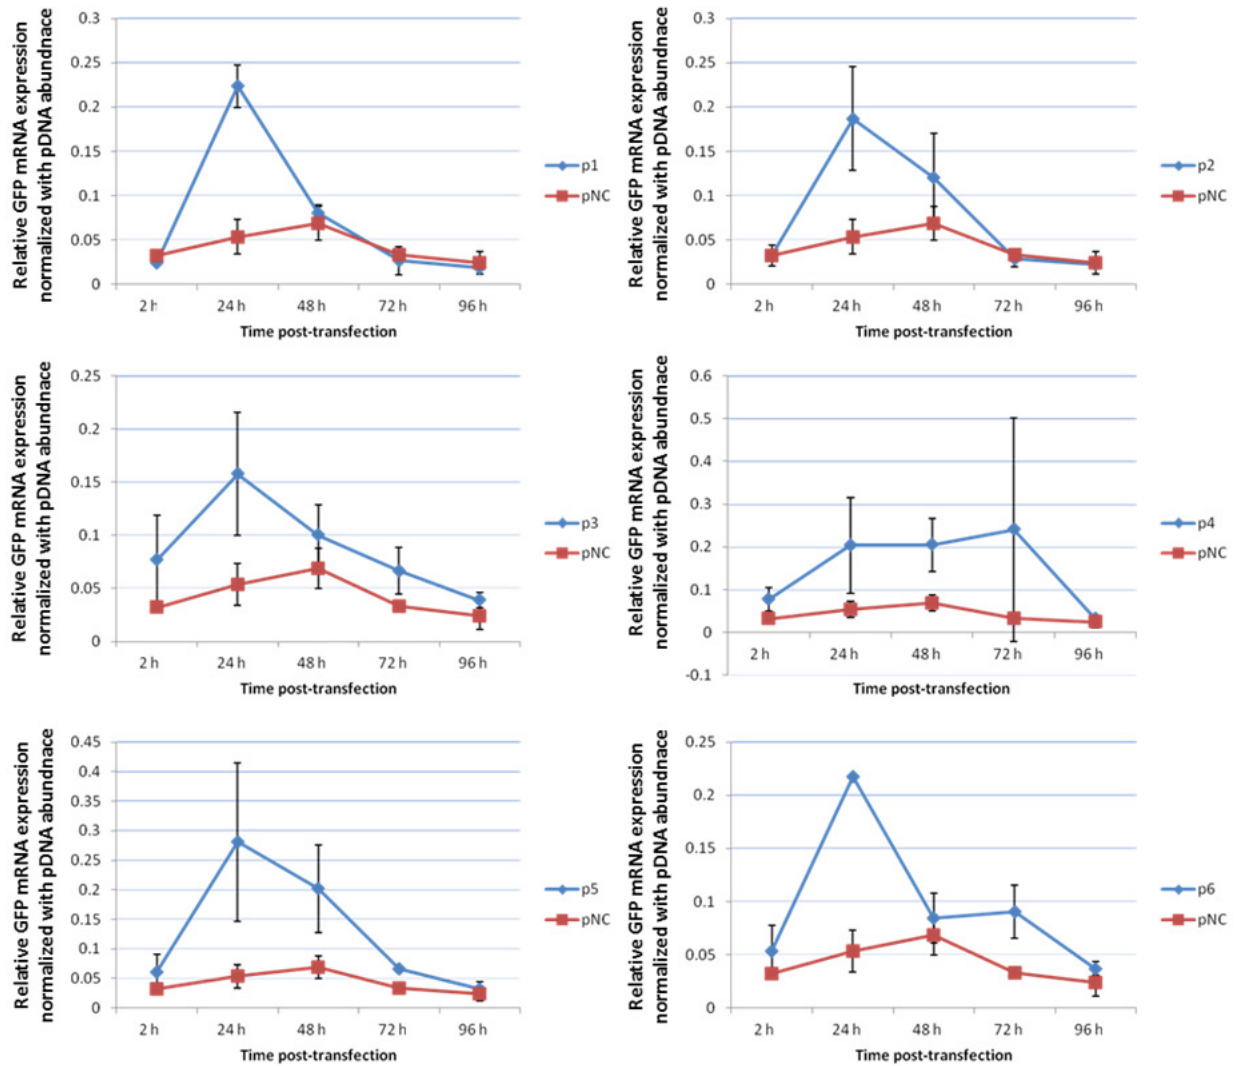 Relative GFP mRNA expression
normalized with pDNA abundnace
0.3
0.25
0.2
0.15
0.1
0.05
0
2 h 24 h 48 h 72 h 96 h
Time post-transfection
p1
pNC
Relative GFP mRNA expression
normalized with pDNA abundnace
0.3
0.25
0.2
0.15
0.1
0.05
0
2 h 24 h 48 h 72 h 96 h
Time post-transfection
p2
pNC
Relative GFP mRNA expression
normalized with pDNA abundnace
0.25
0.2
0.15
0.1
0.05
0
2 h 24 h 48 h 72 h 96 h
Time post-transfection
p3
pNC
Relative GFP mRNA expression
normalized with pDNA abundnace
0.6
0.5
0.4
0.3
0.2
0.1
0
-0.1
2 h 24 h 48 h 72 h 96 h
Time post-transfection
p4
pNC
Relative GFP mRNA expression
normalized with pDNA abundnace
0.45
0.4
0.35
0.3
0.25
0.2
0.15
0.1
0.05
0
2 h 24 h 48 h 72 h 96 h
Time post-transfection
p5
pNC
Relative GFP mRNA expression
normalized with pDNA abundnace
0.25
0.2
0.15
0.1
0.05
0
2 h 24 h 48 h 72 h 96 h
Time post-transfection
p6
pNC